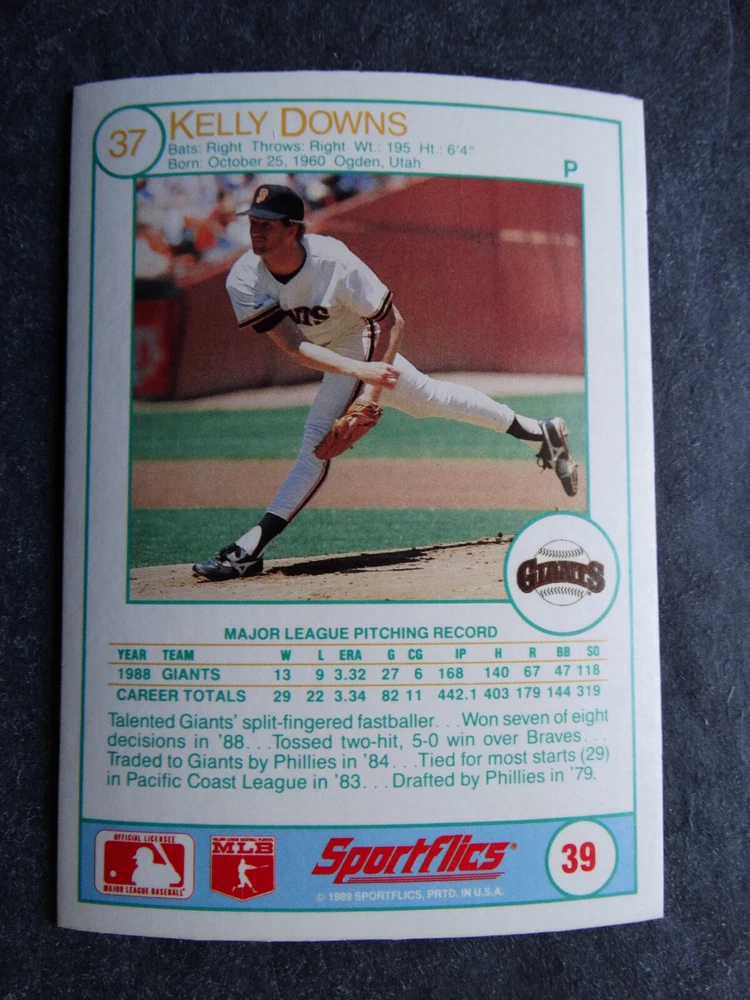 37 KELLY DOWNS
Bats: Right Throws: Right Wt.: 195 Ht.: 6'4"
Born: October 25, 1960 Ogden, Utah
P
GIANTS
MAJOR LEAGUE PITCHING RECORD
YEAR TEAM W L ERA G CG IP H R BB SO
1988 GIANTS 13 9 3.32 27 6 168 140 67 47 118
CAREER TOTALS 29 22 3.34 82 11 442.1 403 179 144 319
Talented Giants' split-fingered fastballer. . .Won seven of eight
decisions in '88. . .Tossed two-hit, 5-0 win over Braves. . .
Traded to Giants by Phillies in '84. . .Tied for most starts (29)
in Pacific Coast League in '83. . .Drafted by Phillies in '79.
OFFICIAL LICENSEE
MAJOR LEAGUE BASEBALL
MAJOR LEAGUE BASEBALL PLAYERS
MLB
Sportflics
© 1989 SPORTFLICS, PRTD. IN U.S.A.
39